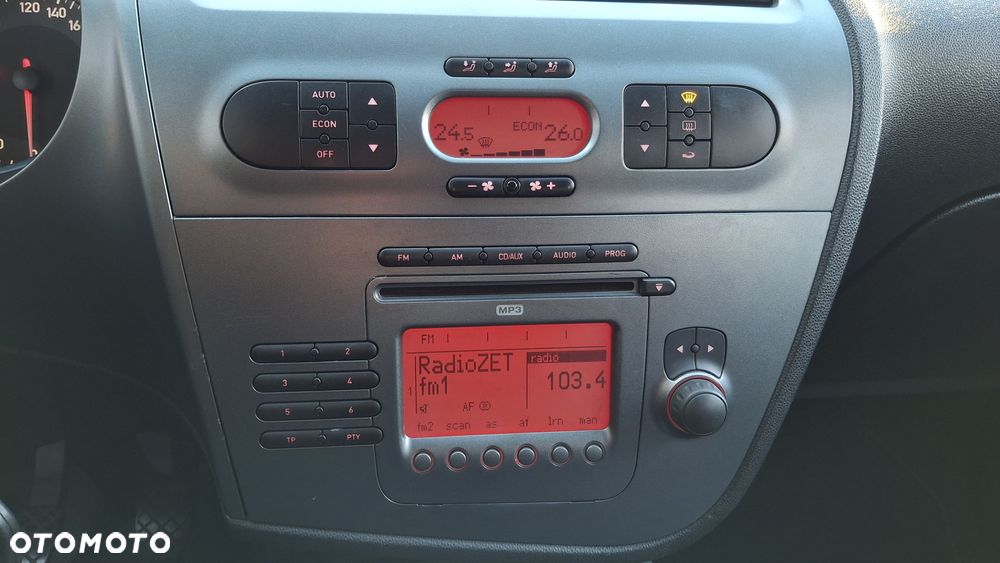 120 140
16
AUTO
ECON
OFF
24.5 ECON 26.0
- +
FM AM CD/AUX AUDIO PROG
MP3
FM
RadioZET radio
1 fm1 103.4
AF
fm2 scan as af lrn man
1 2
3 4
5 6
TP PTY
OTOMOTO